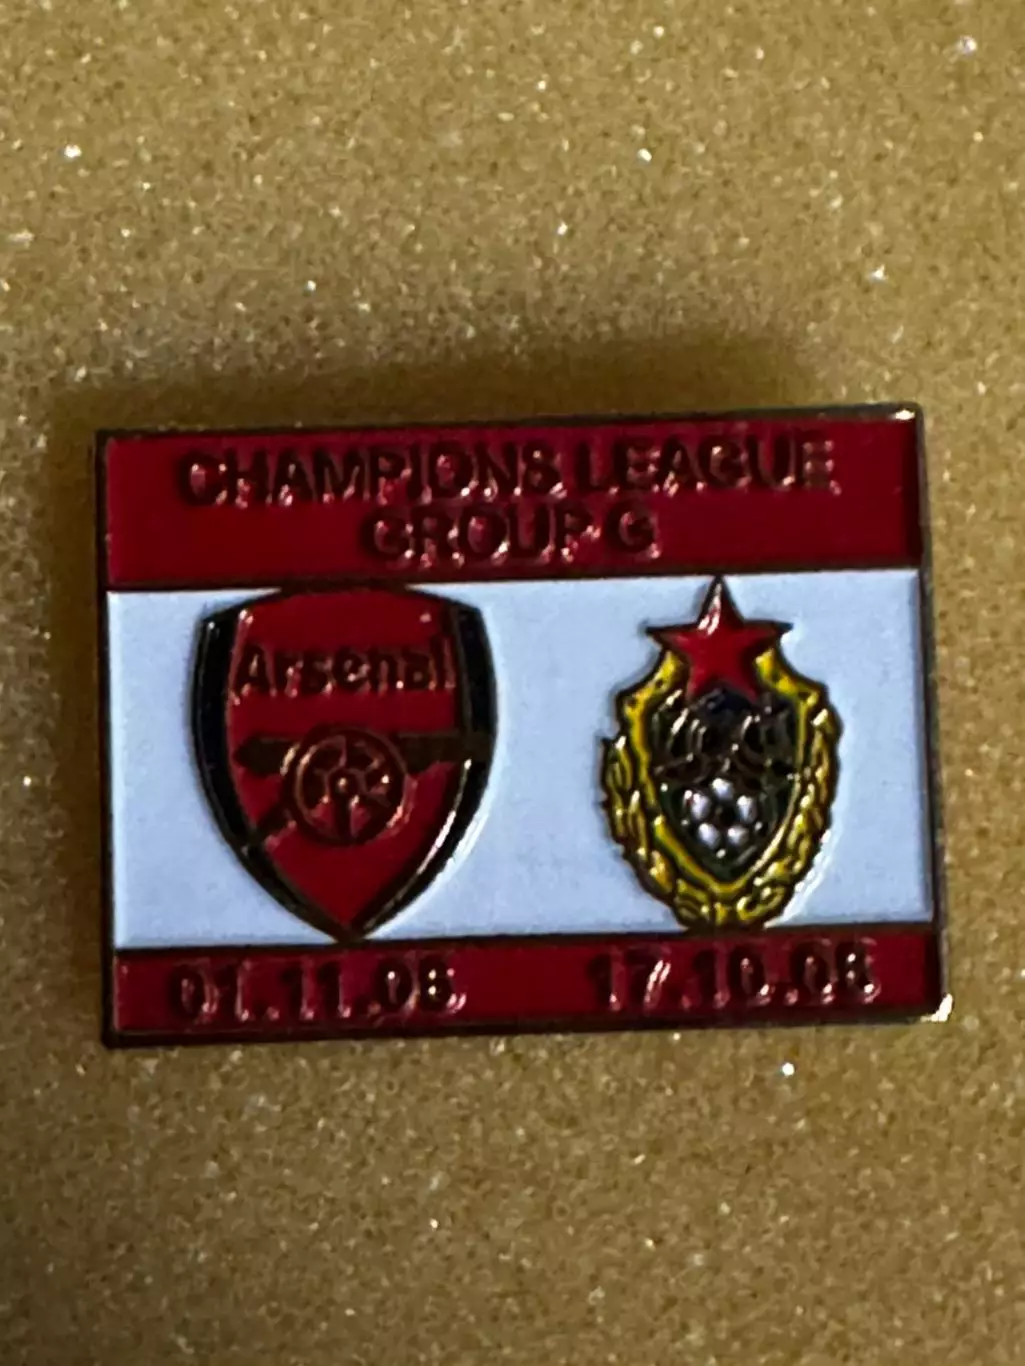 CHAMPIONS LEAGUE
GROUP G
Arsenal
01.11.06
17.10.06